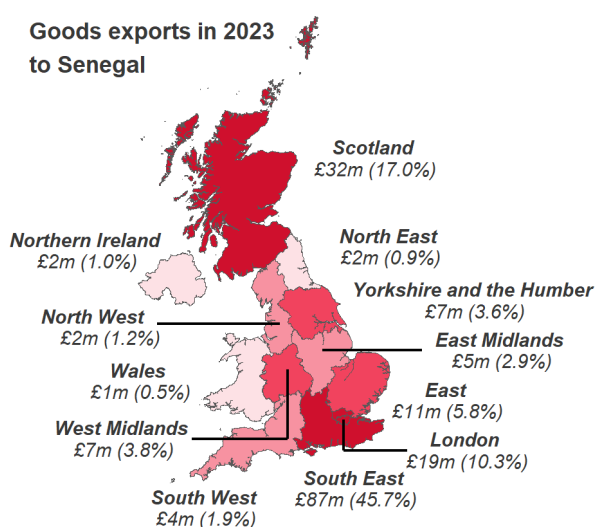 Goods exports in 2023
to Senegal
Scotland
£32m (17.0%)
Northern Ireland
£2m (1.0%)
North East
£2m (0.9%)
Yorkshire and the Humber
£7m (3.6%)
North West
£2m (1.2%)
East Midlands
£5m (2.9%)
Wales
£1m (0.5%)
East
£11m (5.8%)
West Midlands
£7m (3.8%)
London
£19m (10.3%)
South East
£87m (45.7%)
South West
£4m (1.9%)